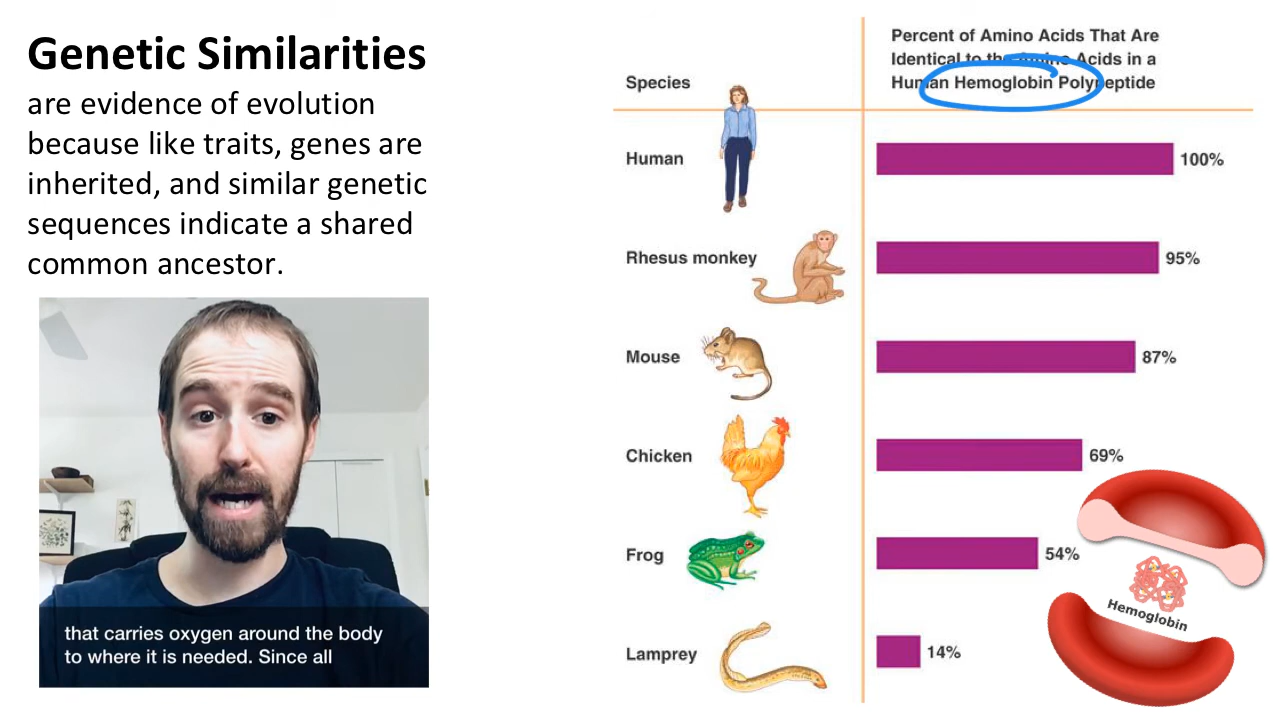 Genetic Similarities
are evidence of evolution
because like traits, genes are
inherited, and similar genetic
sequences indicate a shared
common ancestor.
that carries oxygen around the body
to where it is needed. Since all
Species
Percent of Amino Acids That Are
Identical to the Amino Acids in a
Human Hemoglobin Polypeptide
Human
100%
Rhesus monkey
95%
Mouse
87%
Chicken
69%
Frog
54%
Lamprey
14%
Hemoglobin